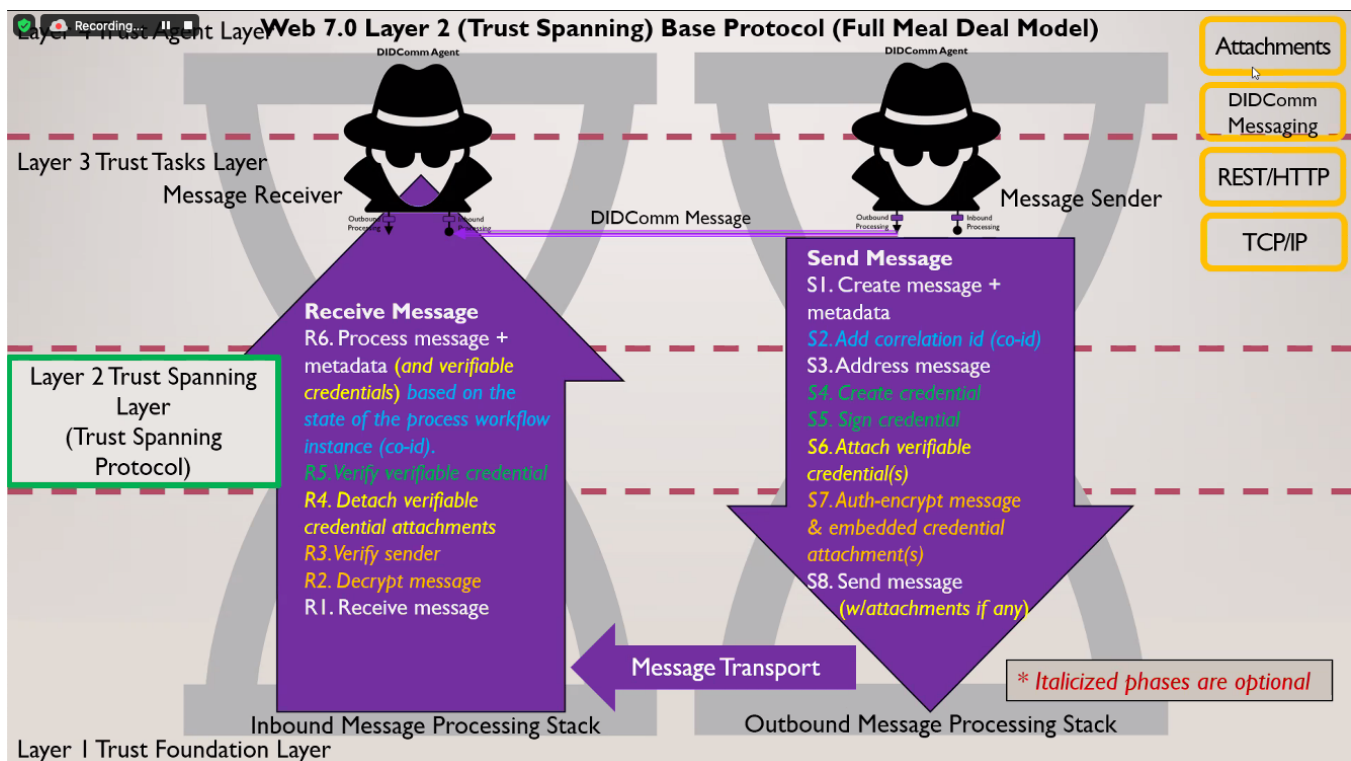 Recording...
Layer 4 Trust Agent Layer
Web 7.0 Layer 2 (Trust Spanning) Base Protocol (Full Meal Deal Model)
DIDComm Agent
DIDComm Agent
Attachments
DIDComm
Messaging
REST/HTTP
TCP/IP
Layer 3 Trust Tasks Layer
Message Receiver
Message Sender
Outbound
Processing
Inbound
Processing
DIDComm Message
Outbound
Processing
Inbound
Processing
Receive Message
R6. Process message +
metadata (and verifiable
credentials) based on the
state of the process workflow
instance (co-id).
R5. Verify verifiable credential
R4. Detach verifiable
credential attachments
R3. Verify sender
R2. Decrypt message
R1. Receive message
Send Message
S1. Create message +
metadata
S2. Add correlation id (co-id)
S3. Address message
S4. Create credential
S5. Sign credential
S6. Attach verifiable
credential(s)
S7. Auth-encrypt message
& embedded credential
attachment(s)
S8. Send message
(w/attachments if any)
Layer 2 Trust Spanning
Layer
(Trust Spanning
Protocol)
Message Transport
* Italicized phases are optional
Inbound Message Processing Stack
Outbound Message Processing Stack
Layer 1 Trust Foundation Layer